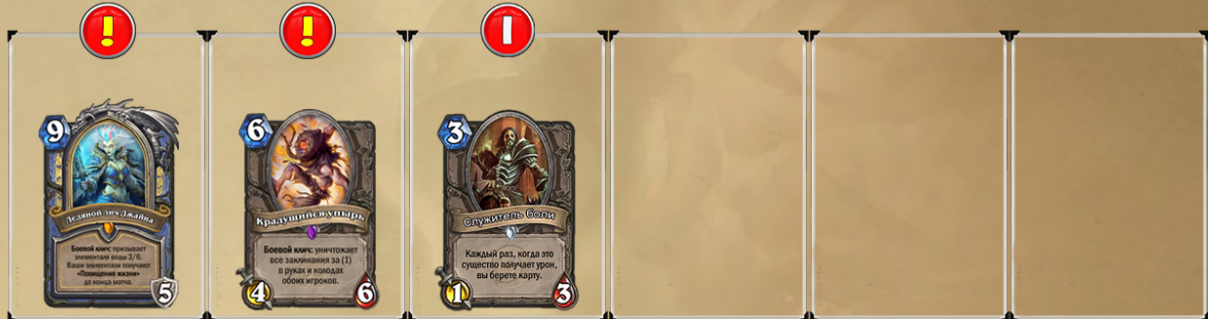 ! ! I
9
Ледяной лич Джайна
Боевой клич: призывает
элементаля воды 3/6.
Ваши элементали получают
«Похищение жизни»
до конца матча.
5
6
Крадущийся упырь
Боевой клич: уничтожает
все заклинания за (1)
в руках и колодах
обоих игроков.
4 6
3
Служитель боли
Каждый раз, когда это
существо получает урон,
вы берете карту.
1 3